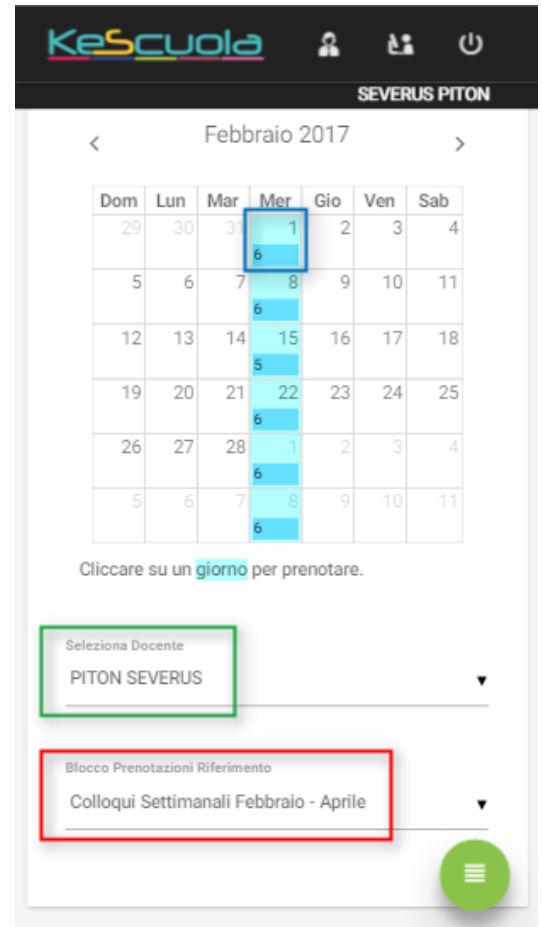 KeScuola
SEVERUS PITON
< Febbraio 2017 >
Dom Lun Mar Mer Gio Ven Sab
29 30 31 1 2 3 4
6
5 6 7 8 9 10 11
6
12 13 14 15 16 17 18
5
19 20 21 22 23 24 25
6
26 27 28 1 2 3 4
6
5 6 7 8 9 10 11
6
Cliccare su un giorno per prenotare.
Seleziona Docente
PITON SEVERUS
Blocco Prenotazioni Riferimento
Colloqui Settimanali Febbraio - Aprile